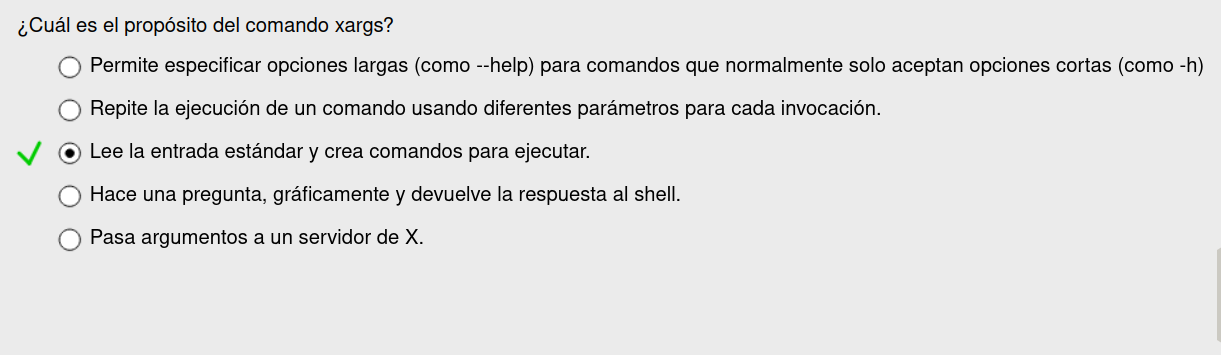 ¿Cuál es el propósito del comando xargs?
Permite especificar opciones largas (como --help) para comandos que normalmente solo aceptan opciones cortas (como -h)
Repite la ejecución de un comando usando diferentes parámetros para cada invocación.
Lee la entrada estándar y crea comandos para ejecutar.
Hace una pregunta, gráficamente y devuelve la respuesta al shell.
Pasa argumentos a un servidor de X.